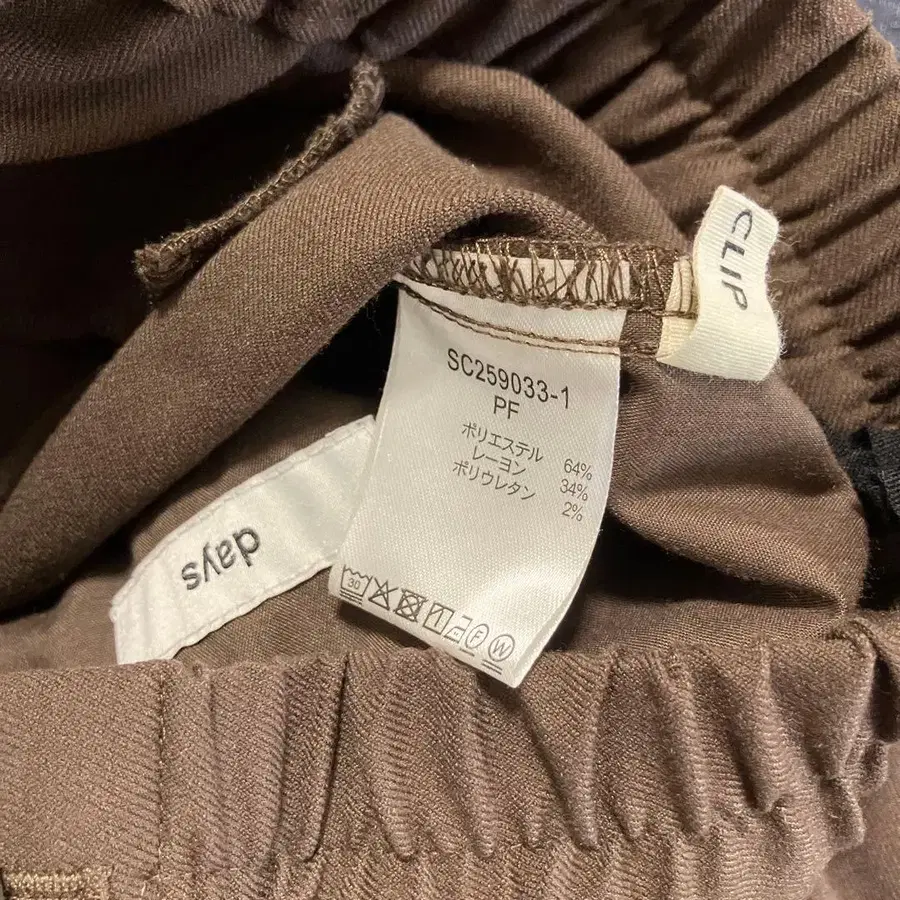 CLIP
SC259033-1
PF
ポリエステル 64%
レーヨン 34%
ポリウレタン 2%
30 F W
days